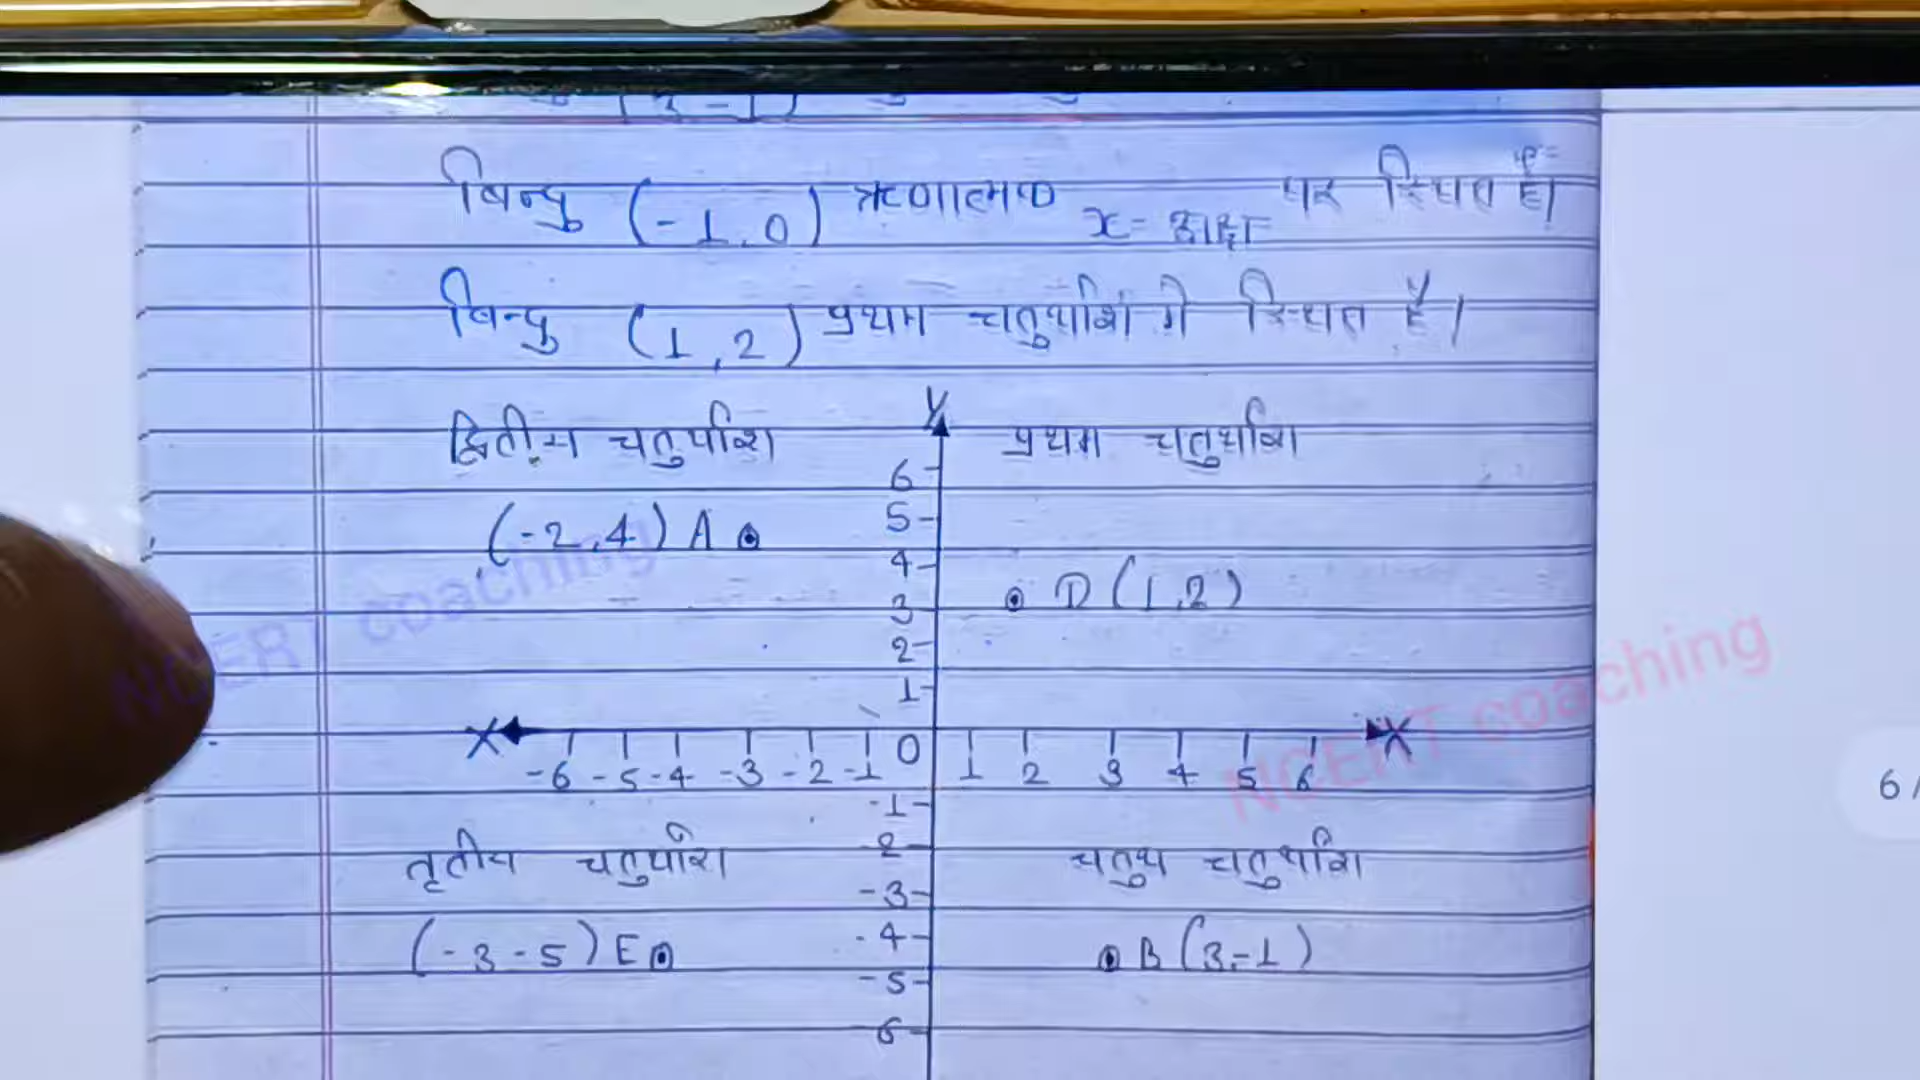 (3-1)
बिन्दु (-1,0) ऋणात्मक x-अक्ष पर स्थित है।
बिन्दु (1,2) प्रथम चतुर्थांश में स्थित है।
Y
द्वितीय चतुर्थांश प्रथम चतुर्थांश
6
5
(-2,4) A
4
D (1,2)
3
2
1
X -6 -5 -4 -3 -2 -1 0 1 2 3 4 5 6 X
-1
-2
तृतीय चतुर्थांश चतुथ चतुर्थांश
-3
-4
(-3-5) E B (3,-1)
-5
6
NCERT coaching
NCERT coaching
6/